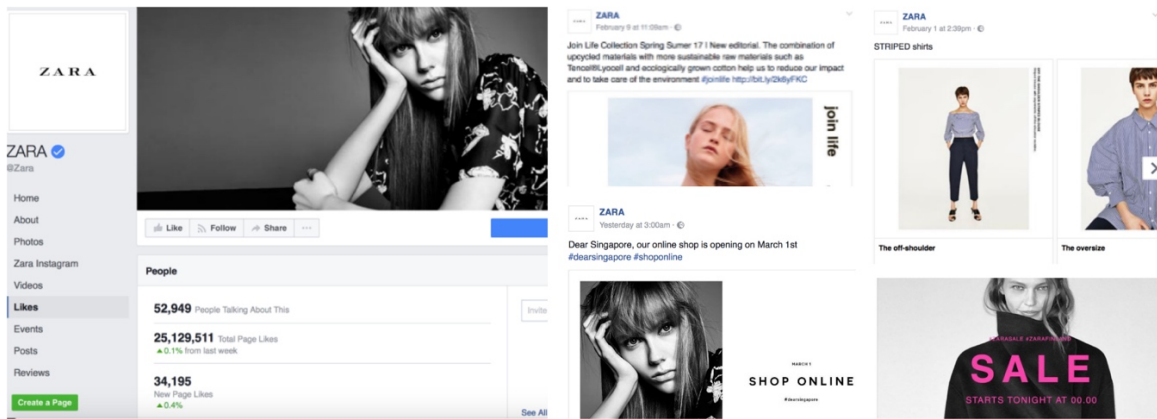 ZARA
ZARA
@Zara
Home
About
Photos
Zara Instagram
Videos
Likes
Events
Posts
Reviews
Create a Page
Like
Follow
Share
People
52,949 People Talking About This
25,129,511 Total Page Likes
0.1% from last week
34,195
New Page Likes
0.4%
Invite
See All
ZARA
February 9 at 11:09am
Join Life Collection Spring Sumer 17 | New editorial. The combination of
upcycled materials with more sustainable raw materials such as
Tencel®Lyocell and ecologically grown cotton help us to reduce our impact
and to take care of the environment #joinlife
join life
ZARA
Yesterday at 3:00am
Dear Singapore, our online shop is opening on March 1st
#dearsingapore #shoponline
MARCH 1
SHOP ONLINE
#dearsingapore
ZARA
February 1 at 2:39pm
STRIPED shirts
The off-shoulder
The oversize
SALE
STARTS TONIGHT AT 00.00